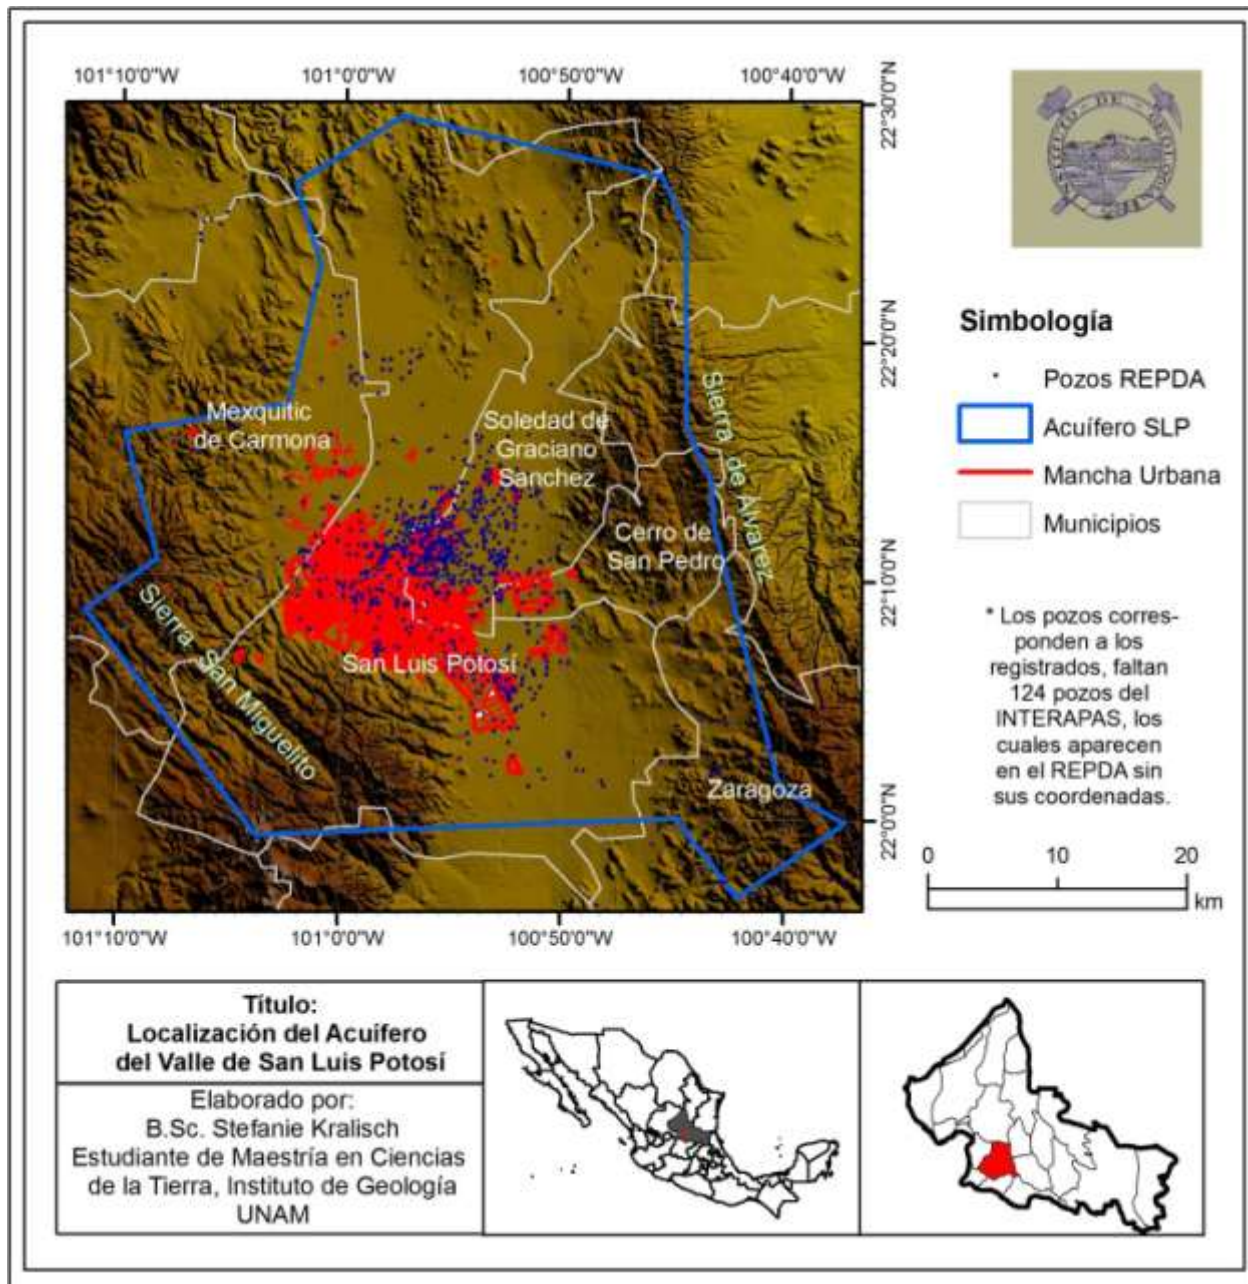 101°10'0"W
101°0'0"W
100°50'0"W
100°40'0"W
22°30'0"N
22°20'0"N
22°10'0"N
22°0'0"N
Mexquitic
de Carmona
Soledad de
Graciano
Sanchez
Sierra de Álvarez
Cerro de
San Pedro
Sierra San Miguelito
San Luis Potosí
Zaragoza
101°10'0"W
101°0'0"W
100°50'0"W
100°40'0"W
INSTITUTO DE GEOLOGIA
Simbología
Pozos REPDA
Acuífero SLP
Mancha Urbana
Municipios
* Los pozos corres-
ponden a los
registrados, faltan
124 pozos del
INTERAPAS, los
cuales aparecen
en el REPDA sin
sus coordenadas.
0 10 20
km
Título:
Localización del Acuífero
del Valle de San Luis Potosí
Elaborado por:
B.Sc. Stefanie Kralisch
Estudiante de Maestría en Ciencias
de la Tierra, Instituto de Geología
UNAM